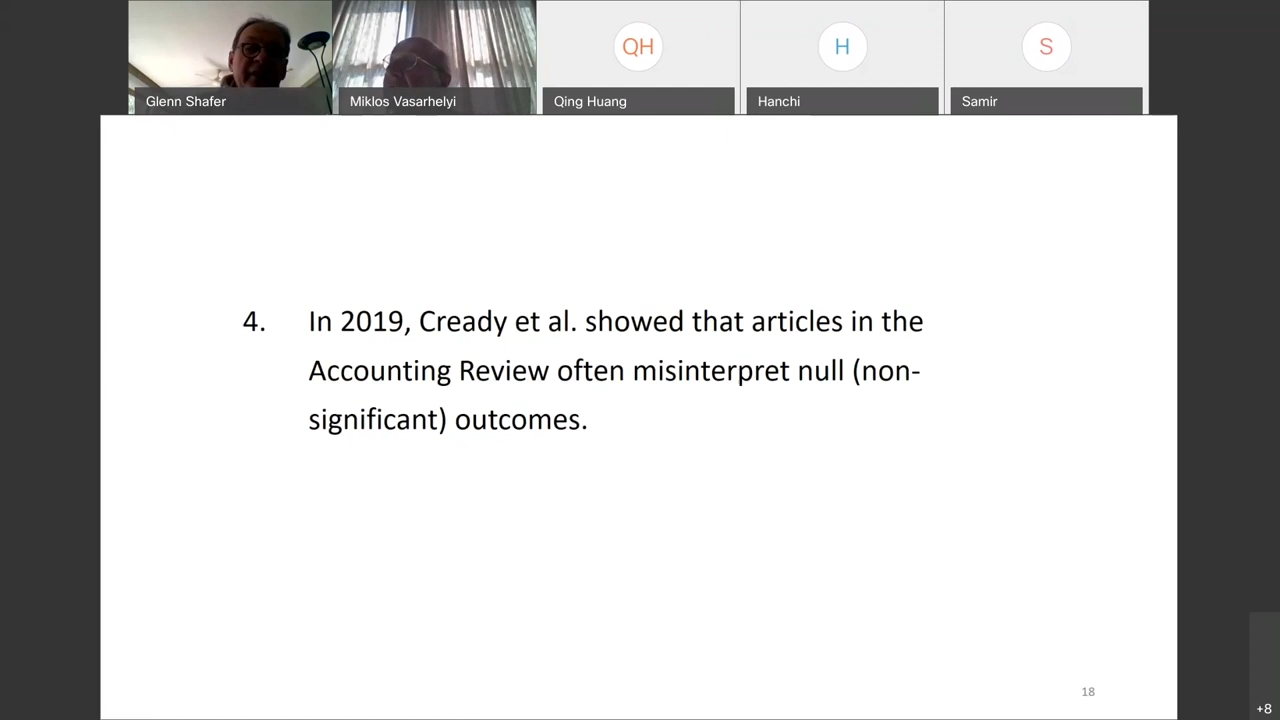 QH
H
S
Glenn Shafer
Miklos Vasarhelyi
Qing Huang
Hanchi
Samir
4. In 2019, Cready et al. showed that articles in the
Accounting Review often misinterpret null (non-
significant) outcomes.
18
+8